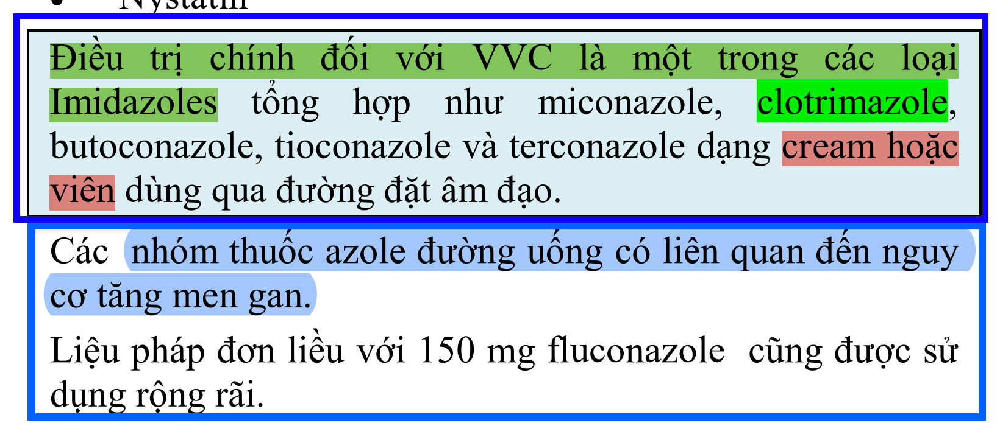 • Nystatin
Điều trị chính đối với VVC là một trong các loại
Imidazoles tổng hợp như miconazole, clotrimazole,
butoconazole, tioconazole và terconazole dạng cream hoặc
viên dùng qua đường đặt âm đạo.
Các nhóm thuốc azole đường uống có liên quan đến nguy
cơ tăng men gan.
Liệu pháp đơn liều với 150 mg fluconazole cũng được sử
dụng rộng rãi.